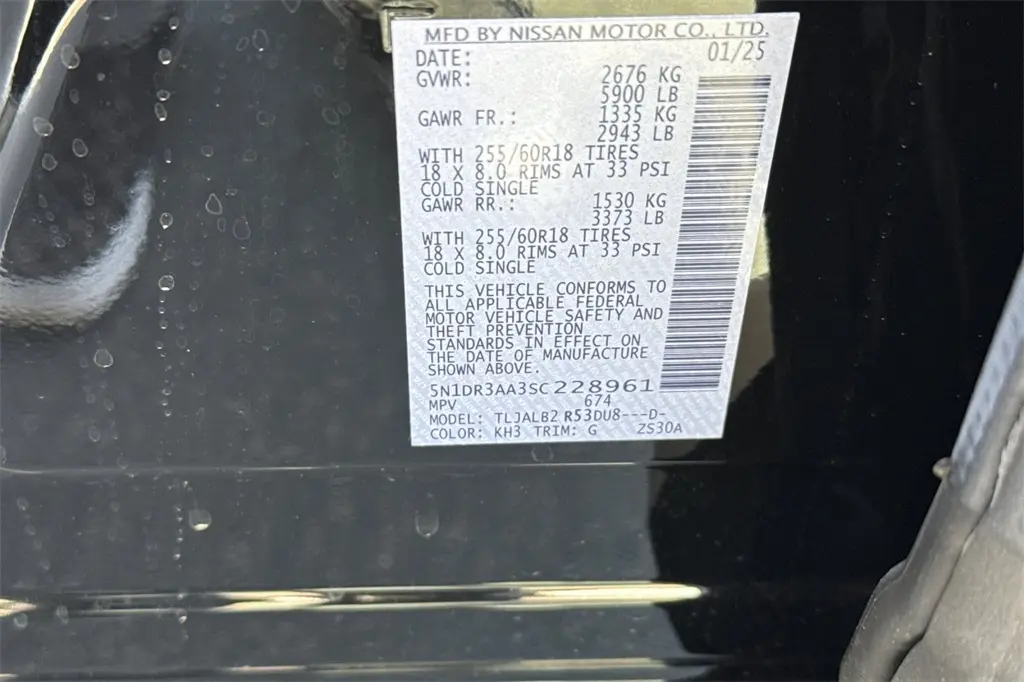 MFD BY NISSAN MOTOR CO., LTD.
DATE: 01/25
GVWR: 2676 KG
5900 LB
GAWR FR.: 1335 KG
2943 LB
WITH 255/60R18 TIRES
18 X 8.0 RIMS AT 33 PSI
COLD SINGLE
GAWR RR.: 1530 KG
3373 LB
WITH 255/60R18 TIRES
18 X 8.0 RIMS AT 33 PSI
COLD SINGLE
THIS VEHICLE CONFORMS TO
ALL APPLICABLE FEDERAL
MOTOR VEHICLE SAFETY AND
THEFT PREVENTION
STANDARDS IN EFFECT ON
THE DATE OF MANUFACTURE
SHOWN ABOVE.
5N1DR3AA3SC228961
MPV 674
MODEL: TLJALB2 R53DU8---D-
COLOR: KH3 TRIM: G ZS30A